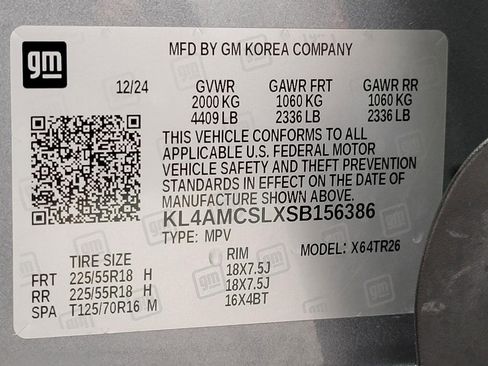 gm
MFD BY GM KOREA COMPANY
12/24 GVWR GAWR FRT GAWR RR
2000 KG 1060 KG 1060 KG
4409 LB 2336 LB 2336 LB
THIS VEHICLE CONFORMS TO ALL
APPLICABLE U.S. FEDERAL MOTOR
VEHICLE SAFETY AND THEFT PREVENTION
STANDARDS IN EFFECT ON THE DATE OF
MANUFACTURE SHOWN ABOVE.
KL4AMCSLXSB156386
TYPE: MPV
MODEL: X64TR26
TIRE SIZE RIM
FRT 225/55R18 H 18X7.5J
RR 225/55R18 H 18X7.5J
SPA T125/70R16 M 16X4BT